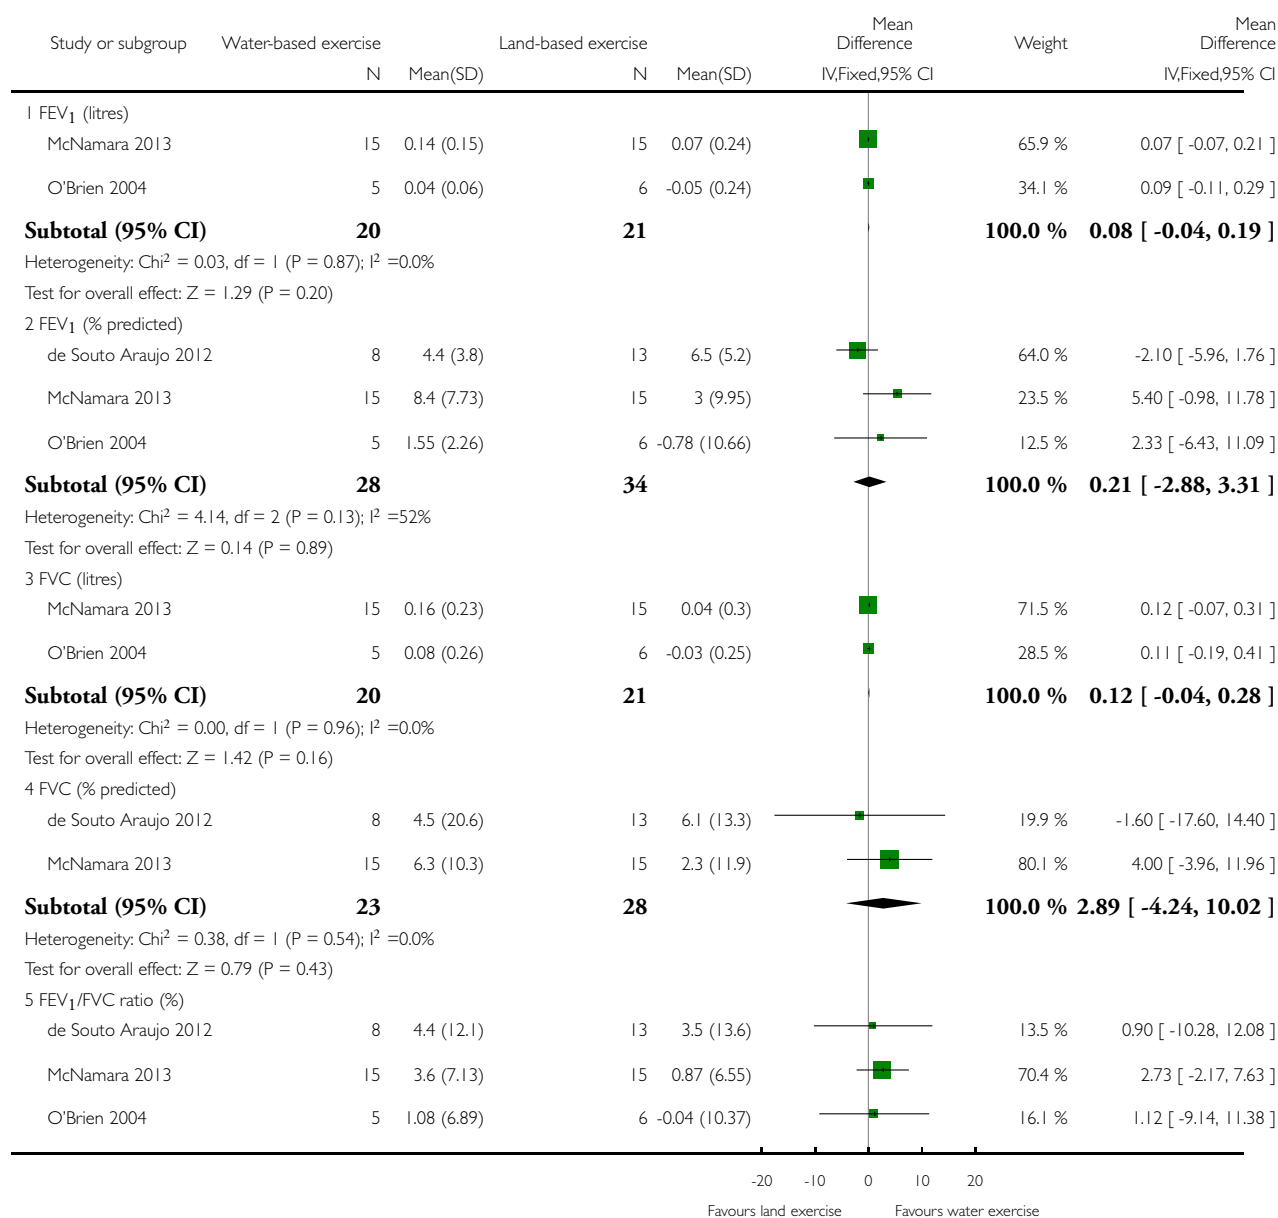 Study or subgroup Water-based exercise Land-based exercise Mean Difference Weight Mean Difference
N Mean(SD) N Mean(SD) IV,Fixed,95% CI IV,Fixed,95% CI
1 FEV1 (litres)
McNamara 2013 15 0.14 (0.15) 15 0.07 (0.24) 65.9 % 0.07 [ -0.07, 0.21 ]
O'Brien 2004 5 0.04 (0.06) 6 -0.05 (0.24) 34.1 % 0.09 [ -0.11, 0.29 ]
Subtotal (95% CI) 20 21 100.0 % 0.08 [ -0.04, 0.19 ]
Heterogeneity: Chi² = 0.03, df = 1 (P = 0.87); I² =0.0%
Test for overall effect: Z = 1.29 (P = 0.20)
2 FEV1 (% predicted)
de Souto Araujo 2012 8 4.4 (3.8) 13 6.5 (5.2) 64.0 % -2.10 [ -5.96, 1.76 ]
McNamara 2013 15 8.4 (7.73) 15 3 (9.95) 23.5 % 5.40 [ -0.98, 11.78 ]
O'Brien 2004 5 1.55 (2.26) 6 -0.78 (10.66) 12.5 % 2.33 [ -6.43, 11.09 ]
Subtotal (95% CI) 28 34 100.0 % 0.21 [ -2.88, 3.31 ]
Heterogeneity: Chi² = 4.14, df = 2 (P = 0.13); I² =52%
Test for overall effect: Z = 0.14 (P = 0.89)
3 FVC (litres)
McNamara 2013 15 0.16 (0.23) 15 0.04 (0.3) 71.5 % 0.12 [ -0.07, 0.31 ]
O'Brien 2004 5 0.08 (0.26) 6 -0.03 (0.25) 28.5 % 0.11 [ -0.19, 0.41 ]
Subtotal (95% CI) 20 21 100.0 % 0.12 [ -0.04, 0.28 ]
Heterogeneity: Chi² = 0.00, df = 1 (P = 0.96); I² =0.0%
Test for overall effect: Z = 1.42 (P = 0.16)
4 FVC (% predicted)
de Souto Araujo 2012 8 4.5 (20.6) 13 6.1 (13.3) 19.9 % -1.60 [ -17.60, 14.40 ]
McNamara 2013 15 6.3 (10.3) 15 2.3 (11.9) 80.1 % 4.00 [ -3.96, 11.96 ]
Subtotal (95% CI) 23 28 100.0 % 2.89 [ -4.24, 10.02 ]
Heterogeneity: Chi² = 0.38, df = 1 (P = 0.54); I² =0.0%
Test for overall effect: Z = 0.79 (P = 0.43)
5 FEV1/FVC ratio (%)
de Souto Araujo 2012 8 4.4 (12.1) 13 3.5 (13.6) 13.5 % 0.90 [ -10.28, 12.08 ]
McNamara 2013 15 3.6 (7.13) 15 0.87 (6.55) 70.4 % 2.73 [ -2.17, 7.63 ]
O'Brien 2004 5 1.08 (6.89) 6 -0.04 (10.37) 16.1 % 1.12 [ -9.14, 11.38 ]
-20 -10 0 10 20
Favours land exercise Favours water exercise